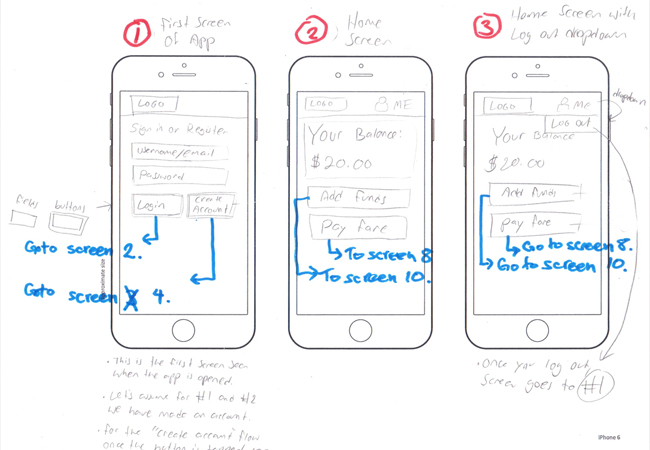 1
First Screen
Of App
LOGO
Sign in or Register
Username/Email
Password
Login
Create
Account
fields
buttons
Goto screen 2.
Goto screen 4.
approximate size
• This is the first screen seen
when the app is opened.
• Let's assume for #1 and #2
we have made an account.
• For the "create account" flow
once the button is tapped
2
Home
Screen
LOGO
ME
Your Balance:
$20.00
Add Funds
Pay Fare
To screen 8
To screen 10.
3
Home Screen with
Log out dropdown
LOGO
ME
dropdown
Log Out
Your Balance
$20.00
Add Funds
Pay fare
Go to screen 8.
Go to screen 10.
• Once you log out
Screen goes to #1
iPhone 6